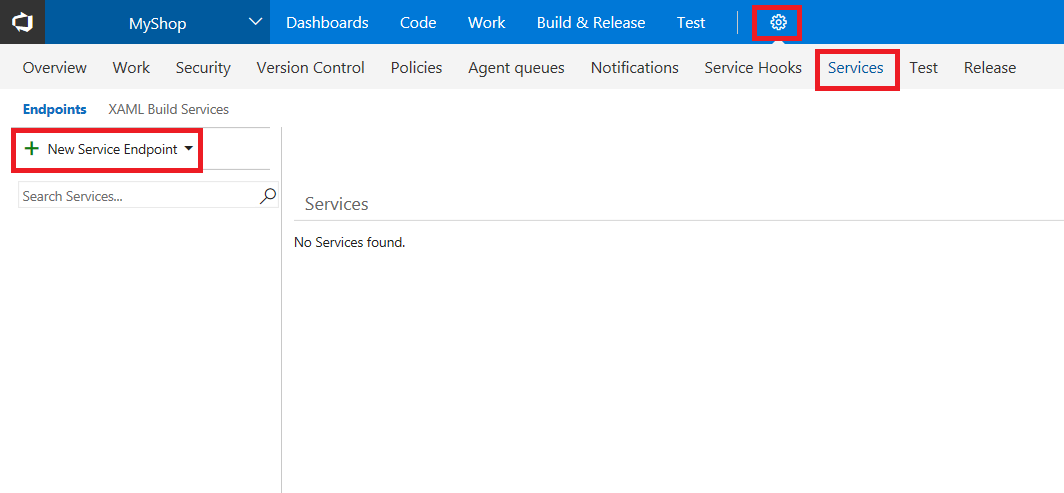 MyShop Dashboards Code Work Build & Release Test
Overview Work Security Version Control Policies Agent queues Notifications Service Hooks Services Test Release
Endpoints XAML Build Services
New Service Endpoint
Search Services...
Services
No Services found.